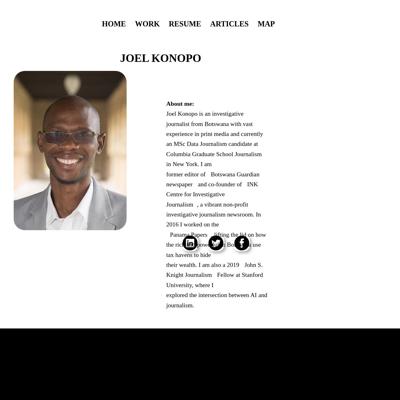 HOME WORK RESUME ARTICLES MAP
JOEL KONOPO
About me:
Joel Konopo is an investigative
journalist from Botswana with vast
experience in print media and currently
an MSc Data Journalism candidate at
Columbia Graduate School Journalism
in New York. I am
former editor of Botswana Guardian
newspaper and co-founder of INK
Centre for Investigative
Journalism , a vibrant non-profit
investigative journalism newsroom. In
2016 I worked on the
Panama Papers lifting the lid on how
the rich use
tax havens to hide
their wealth. I am also a 2019 John S.
Knight Journalism Fellow at Stanford
University, where I
explored the intersection between AI and
journalism.